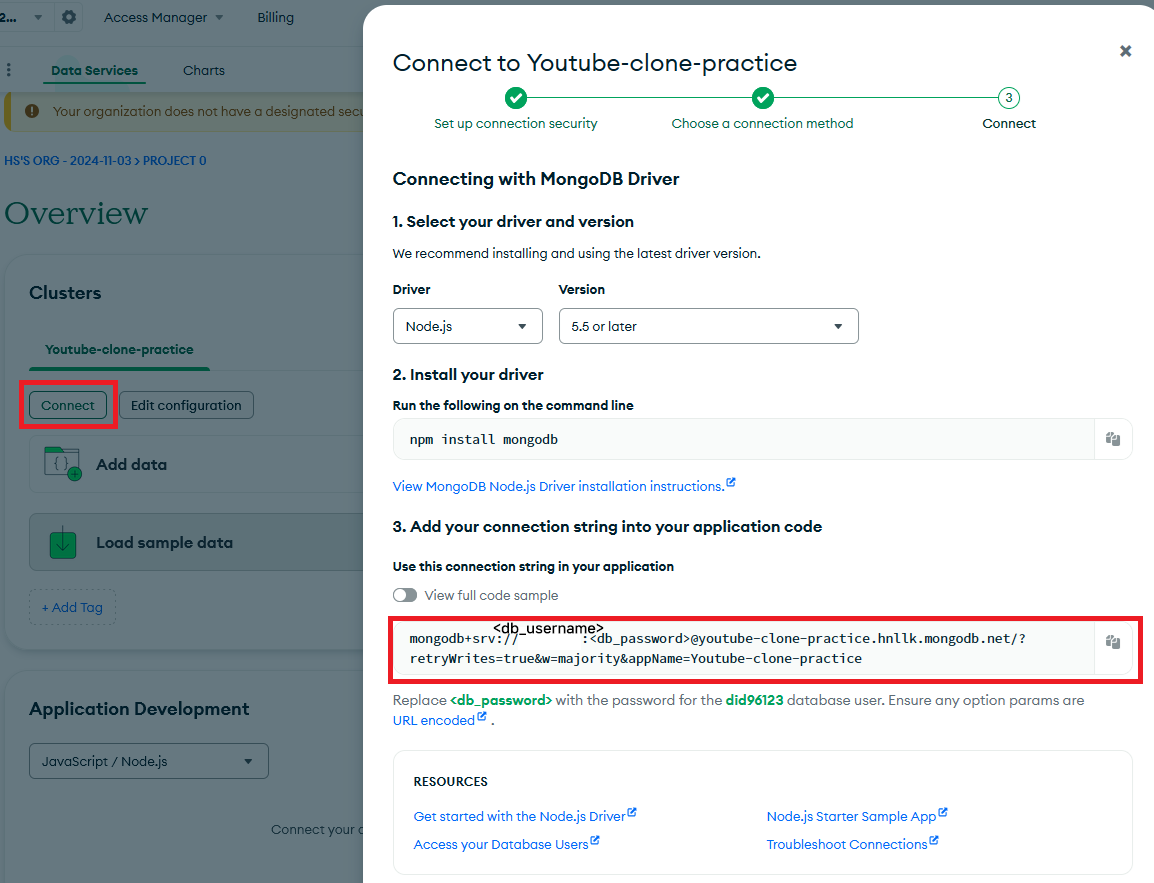 2...
Access Manager
Billing
Data Services
Charts
Your organization does not have a designated secu
HS'S ORG - 2024-11-03 > PROJECT 0
Overview
Clusters
Youtube-clone-practice
Connect
Edit configuration
{ }
Add data
Load sample data
+ Add Tag
Application Development
JavaScript / Node.js
Connect your
Connect to Youtube-clone-practice
Set up connection security
Choose a connection method
3
Connect
Connecting with MongoDB Driver
1. Select your driver and version
We recommend installing and using the latest driver version.
Driver
Version
Node.js
5.5 or later
2. Install your driver
Run the following on the command line
npm install mongodb
View MongoDB Node.js Driver installation instructions.
3. Add your connection string into your application code
Use this connection string in your application
View full code sample
<db_username>
mongodb+srv:// :<db_password>@youtube-clone-practice.hnllk.mongodb.net/?
retryWrites=true&w=majority&appName=Youtube-clone-practice
Replace <db_password> with the password for the did96123 database user. Ensure any option params are
URL encoded .
RESOURCES
Get started with the Node.js Driver
Node.js Starter Sample App
Access your Database Users
Troubleshoot Connections